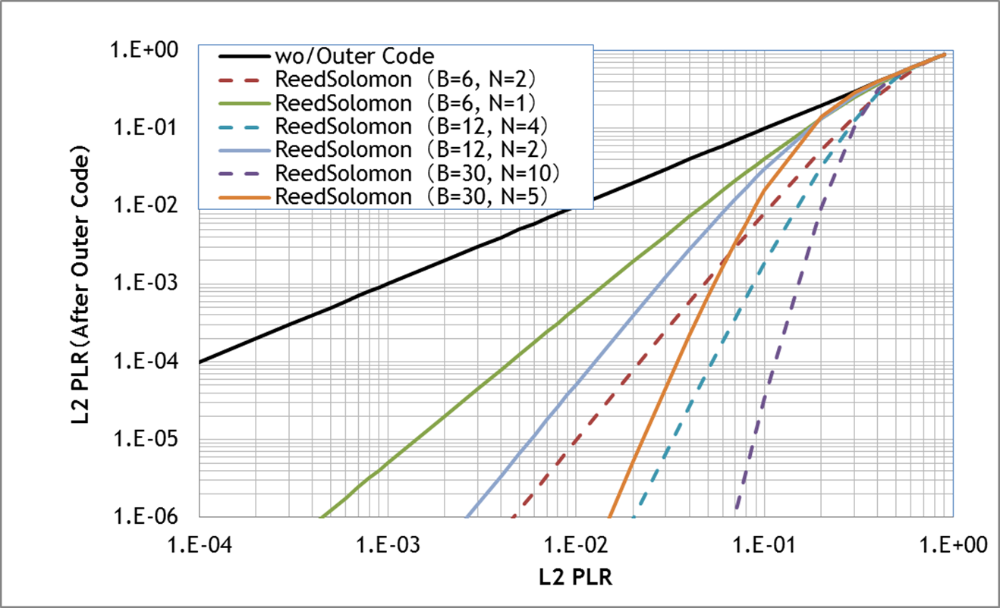 1.E+00
1.E-01
1.E-02
1.E-03
1.E-04
1.E-05
1.E-06
L2 PLR(After Outer Code)
wo/Outer Code
ReedSolomon （B=6, N=2）
ReedSolomon （B=6, N=1）
ReedSolomon （B=12, N=4）
ReedSolomon （B=12, N=2）
ReedSolomon （B=30, N=10）
ReedSolomon （B=30, N=5）
1.E-04 1.E-03 1.E-02 1.E-01 1.E+00
L2 PLR